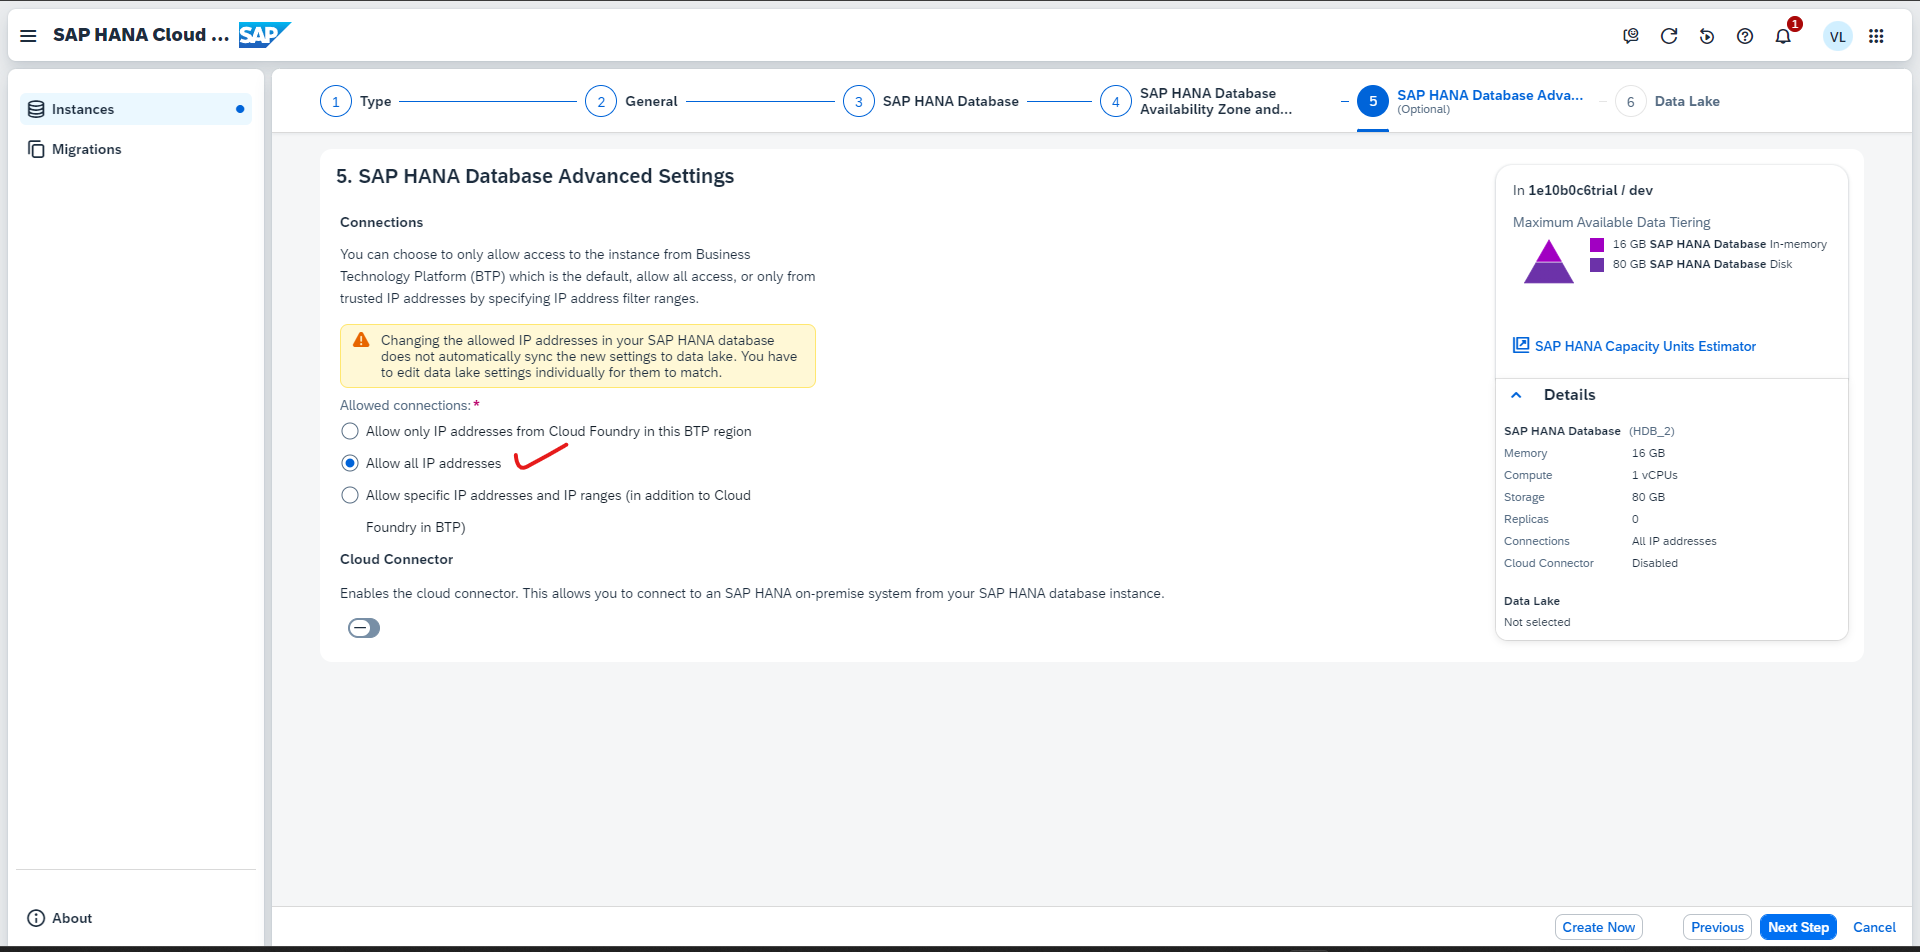 SAP HANA Cloud ...
SAP
1
VL
Instances
Migrations
About
1 Type
2 General
3 SAP HANA Database
4 SAP HANA Database
Availability Zone and...
5 SAP HANA Database Adva...
(Optional)
6 Data Lake
5. SAP HANA Database Advanced Settings
Connections
You can choose to only allow access to the instance from Business
Technology Platform (BTP) which is the default, allow all access, or only from
trusted IP addresses by specifying IP address filter ranges.
Changing the allowed IP addresses in your SAP HANA database
does not automatically sync the new settings to data lake. You have
to edit data lake settings individually for them to match.
Allowed connections:*
Allow only IP addresses from Cloud Foundry in this BTP region
Allow all IP addresses
Allow specific IP addresses and IP ranges (in addition to Cloud
Foundry in BTP)
Cloud Connector
Enables the cloud connector. This allows you to connect to an SAP HANA on-premise system from your SAP HANA database instance.
In 1e10b0c6trial / dev
Maximum Available Data Tiering
16 GB SAP HANA Database In-memory
80 GB SAP HANA Database Disk
SAP HANA Capacity Units Estimator
Details
SAP HANA Database (HDB_2)
Memory 16 GB
Compute 1 vCPUs
Storage 80 GB
Replicas 0
Connections All IP addresses
Cloud Connector Disabled
Data Lake
Not selected
Create Now
Previous
Next Step
Cancel